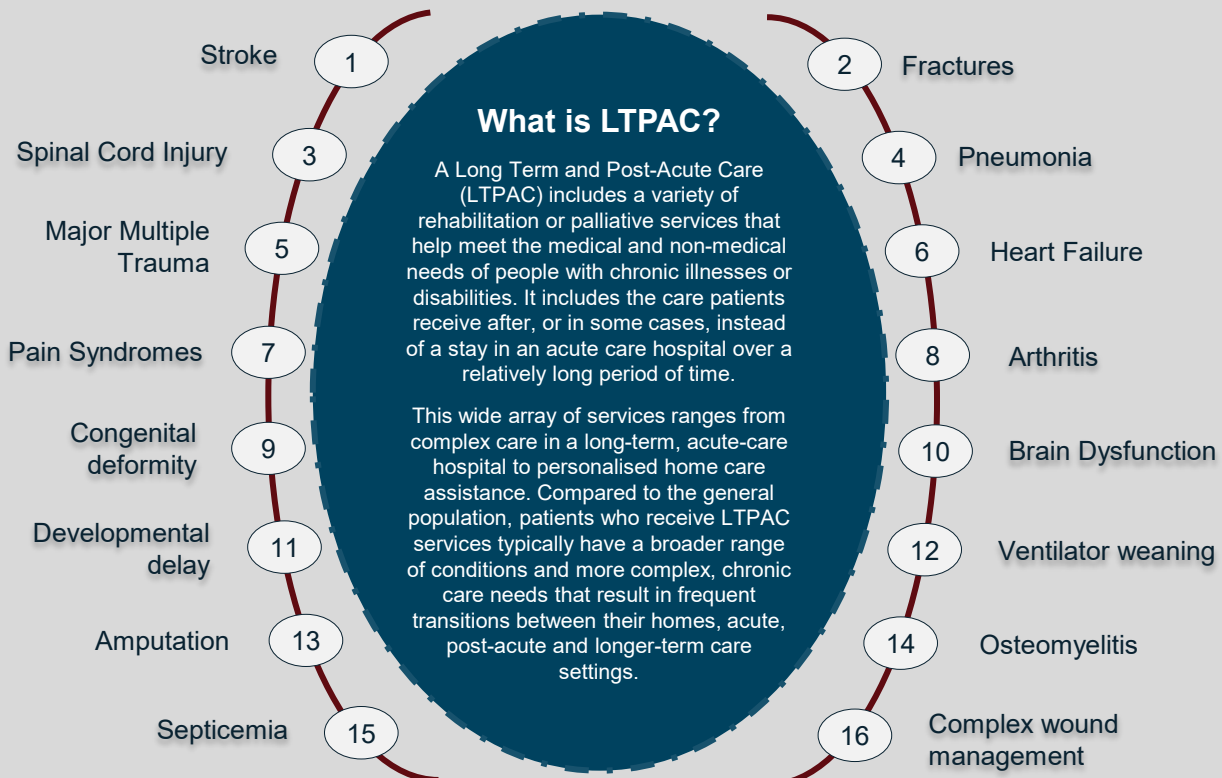 Stroke
1
2
Fractures
Spinal Cord Injury
3
4
Pneumonia
Major Multiple
Trauma
5
6
Heart Failure
Pain Syndromes
7
8
Arthritis
Congenital
deformity
9
10
Brain Dysfunction
Developmental
delay
11
12
Ventilator weaning
Amputation
13
14
Osteomyelitis
Septicemia
15
16
Complex wound
management
What is LTPAC?
A Long Term and Post-Acute Care
(LTPAC) includes a variety of
rehabilitation or palliative services that
help meet the medical and non-medical
needs of people with chronic illnesses or
disabilities. It includes the care patients
receive after, or in some cases, instead
of a stay in an acute care hospital over a
relatively long period of time.
This wide array of services ranges from
complex care in a long-term, acute-care
hospital to personalised home care
assistance. Compared to the general
population, patients who receive LTPAC
services typically have a broader range
of conditions and more complex, chronic
care needs that result in frequent
transitions between their homes, acute,
post-acute and longer-term care
settings.